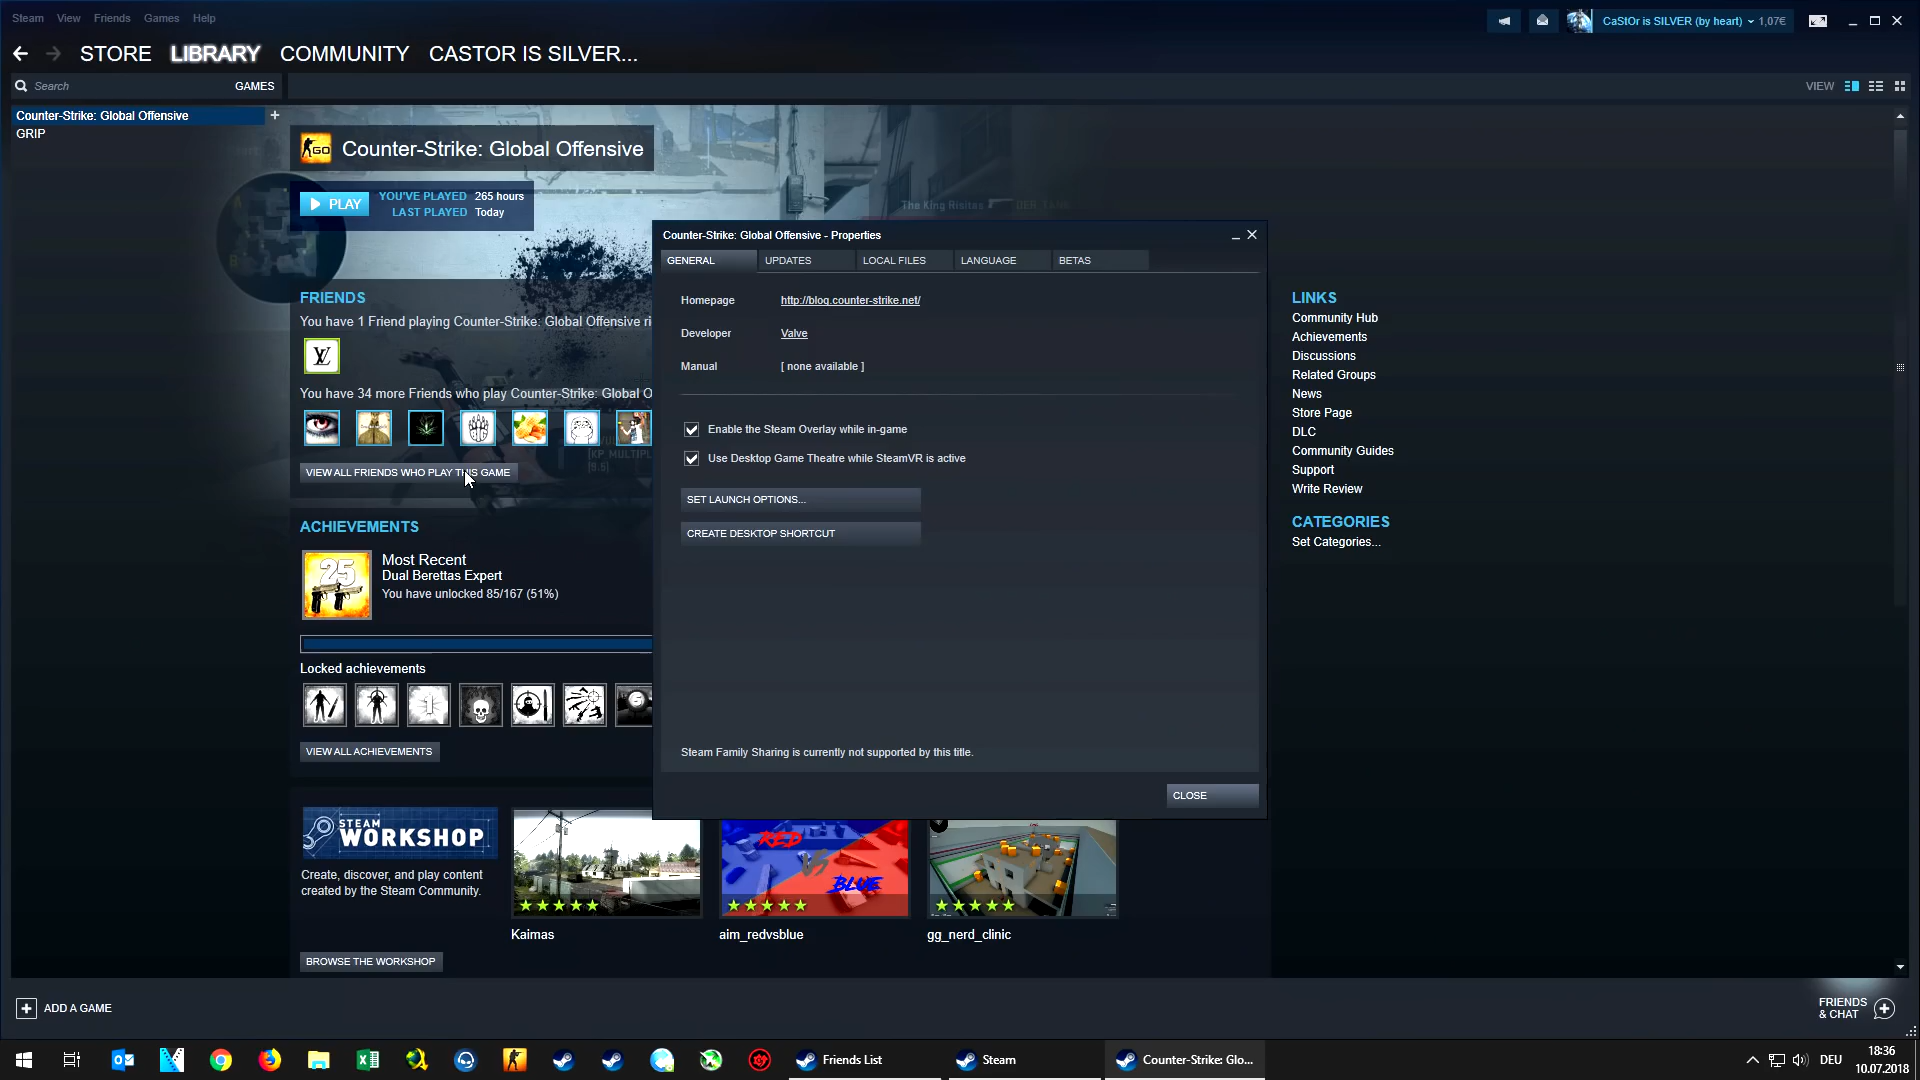 Steam View Friends Games Help
CaStOr is SILVER (by heart) 1,07€
STORE LIBRARY COMMUNITY CASTOR IS SILVER...
Search GAMES VIEW
Counter-Strike: Global Offensive +
GRIP
GO Counter-Strike: Global Offensive
PLAY YOU'VE PLAYED 265 hours
LAST PLAYED Today
The King Risitas
A
B
Counter-Strike: Global Offensive - Properties
GENERAL UPDATES LOCAL FILES LANGUAGE BETAS
Homepage http://blog.counter-strike.net/
Developer Valve
Manual [ none available ]
Enable the Steam Overlay while in-game
Use Desktop Game Theatre while SteamVR is active
SET LAUNCH OPTIONS...
CREATE DESKTOP SHORTCUT
Steam Family Sharing is currently not supported by this title.
CLOSE
FRIENDS
You have 1 Friend playing Counter-Strike: Global Offensive ri
LV
You have 34 more Friends who play Counter-Strike: Global O
VIEW ALL FRIENDS WHO PLAY THIS GAME
ACHIEVEMENTS
25
Most Recent
Dual Berettas Expert
You have unlocked 85/167 (51%)
Locked achievements
1
VIEW ALL ACHIEVEMENTS
LINKS
Community Hub
Achievements
Discussions
Related Groups
News
Store Page
DLC
Community Guides
Support
Write Review
CATEGORIES
Set Categories...
STEAM
WORKSHOP
Create, discover, and play content
created by the Steam Community.
RED
VS
BLUE
Kaimas aim_redvsblue gg_nerd_clinic
BROWSE THE WORKSHOP
ADD A GAME
FRIENDS
& CHAT
Friends List Steam Counter-Strike: Glo...
DEU
18:36
10.07.2018